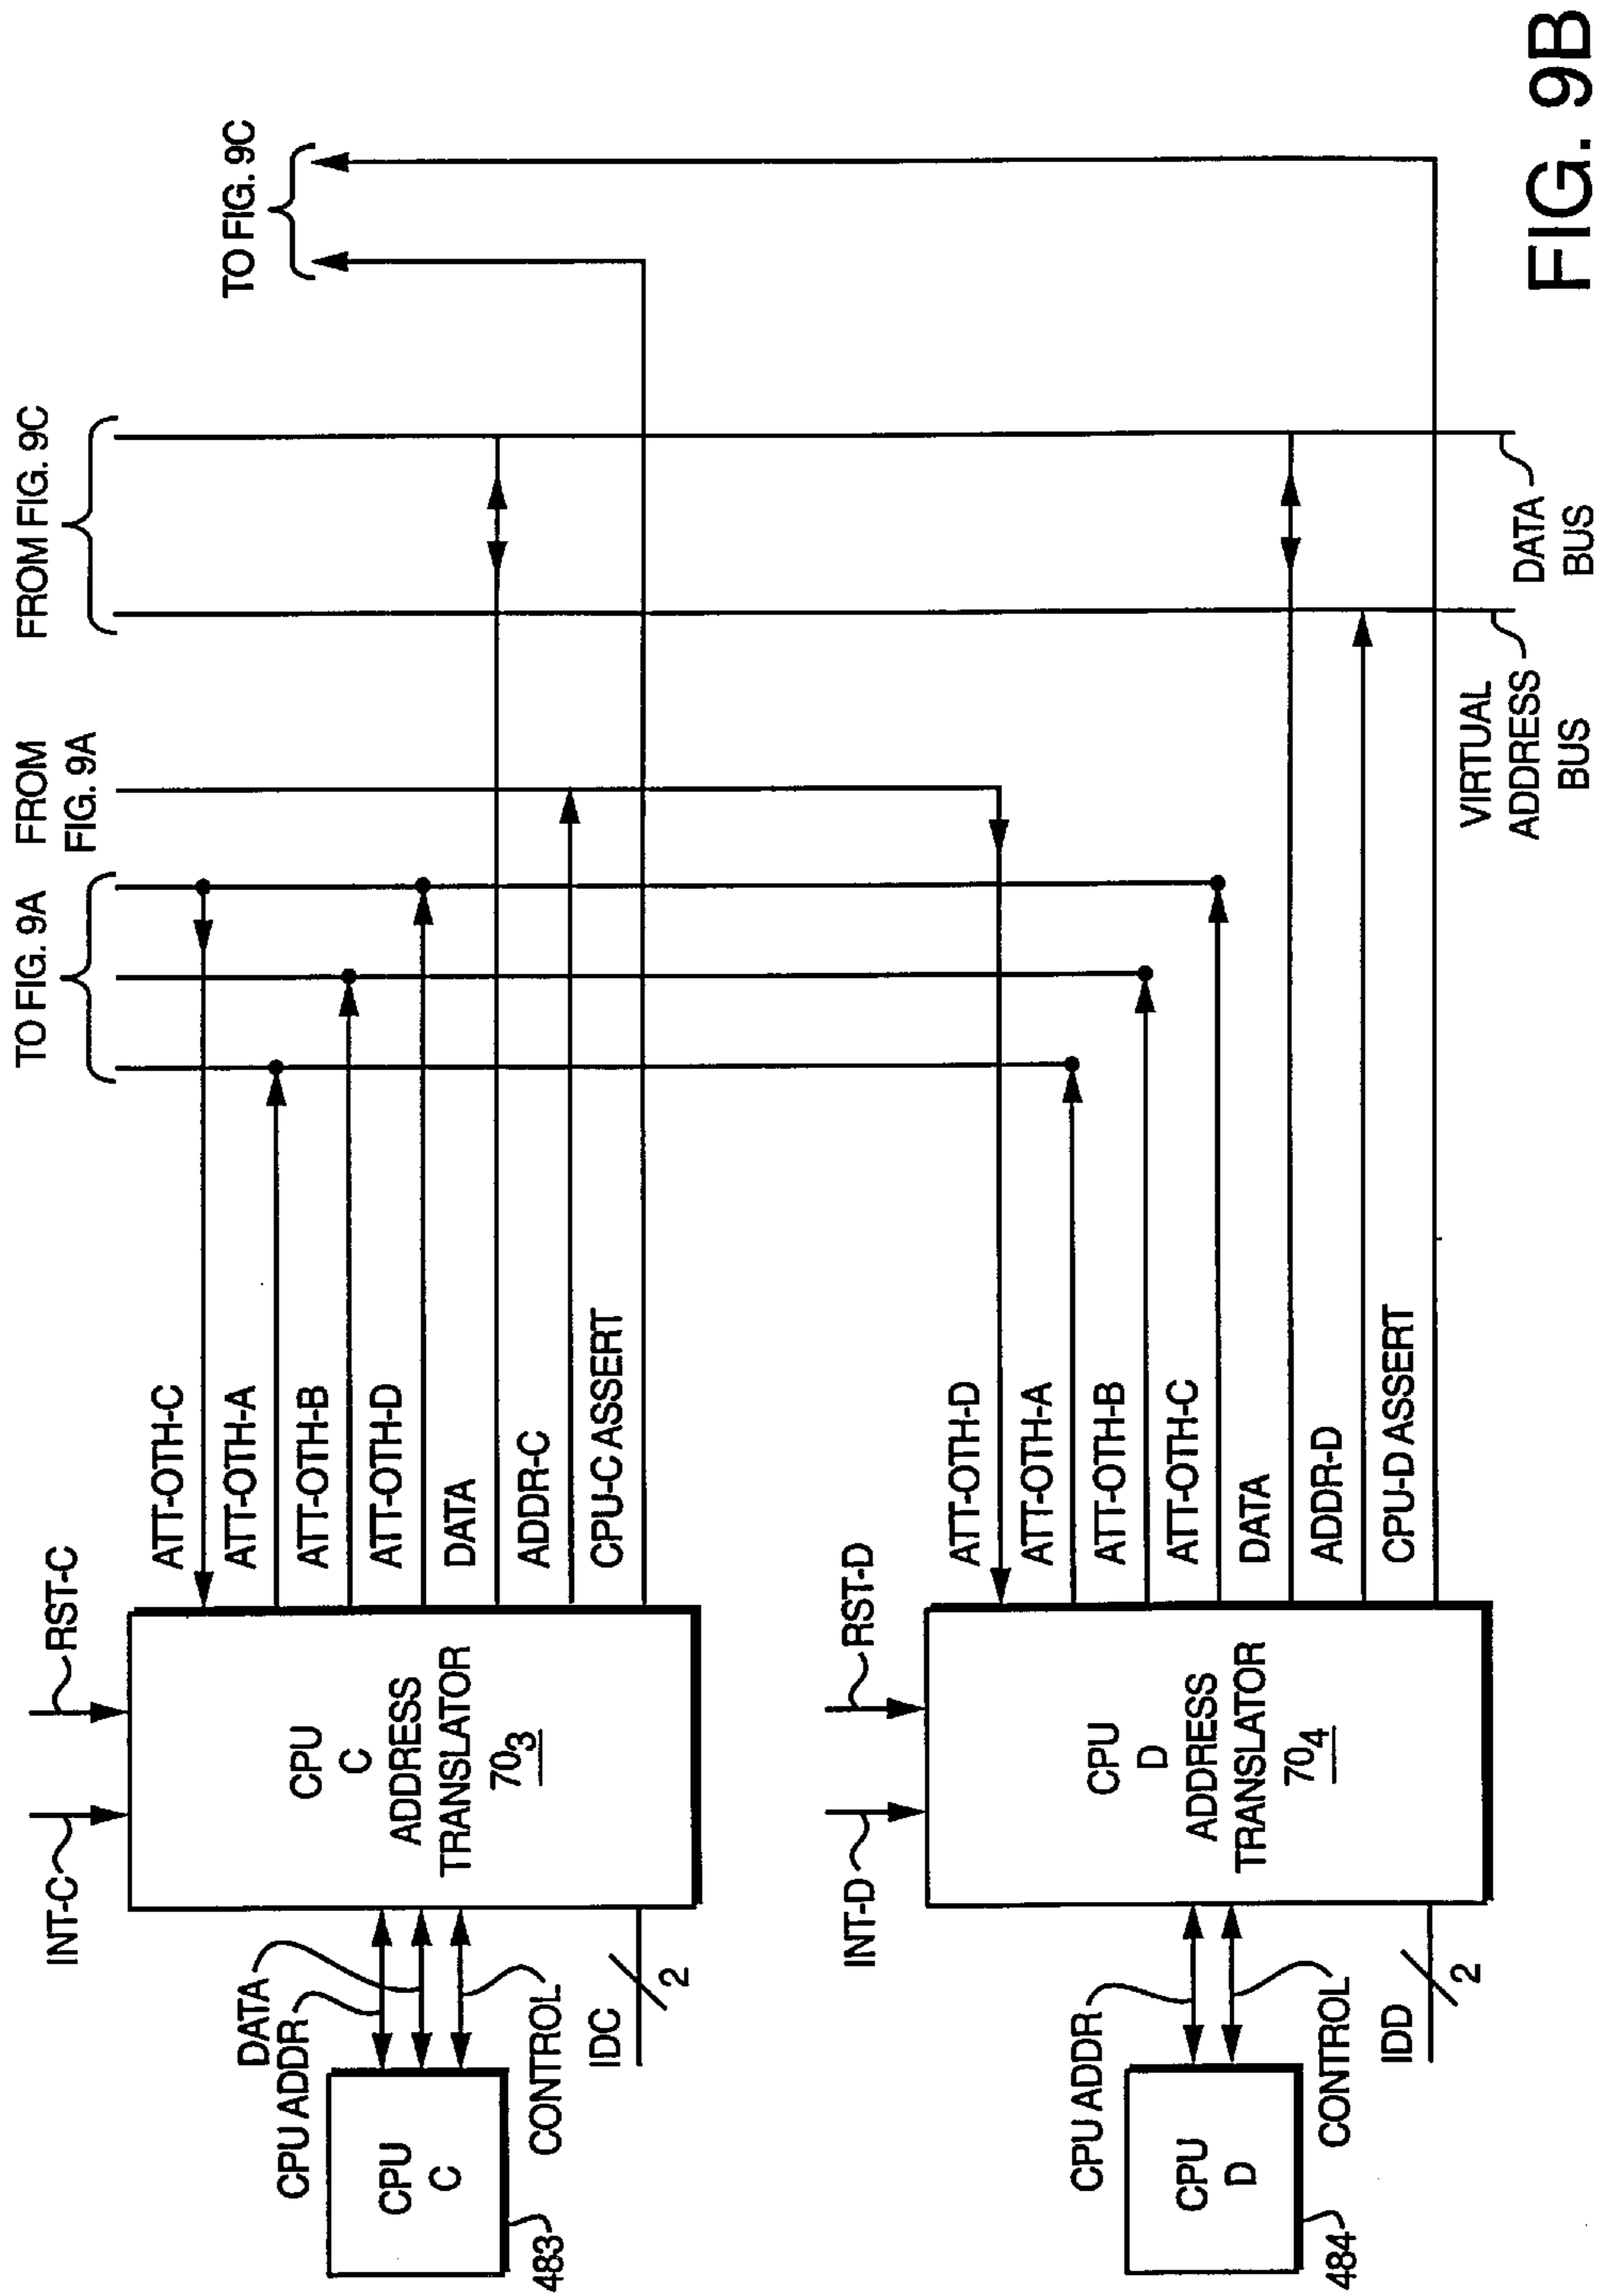 TO FIG. 9A
FROM
FIG. 9A
FROM FIG. 9C
TO FIG. 9C
INT-C
RST-C
DATA
CPU ADDR
CPU
C
483
CONTROL
IDC
2
CPU
C
ADDRESS
TRANSLATOR
70₃
ATT-OTH-C
ATT-OTH-A
ATT-OTH-B
ATT-OTH-D
DATA
ADDR-C
CPU-C ASSERT
INT-D
RST-D
CPU ADDR
CPU
D
484
CONTROL
IDD
2
CPU
D
ADDRESS
TRANSLATOR
70₄
ATT-OTH-D
ATT-OTH-A
ATT-OTH-B
ATT-OTH-C
DATA
ADDR-D
CPU-D ASSERT
VIRTUAL
ADDRESS
BUS
DATA
BUS
FIG. 9B